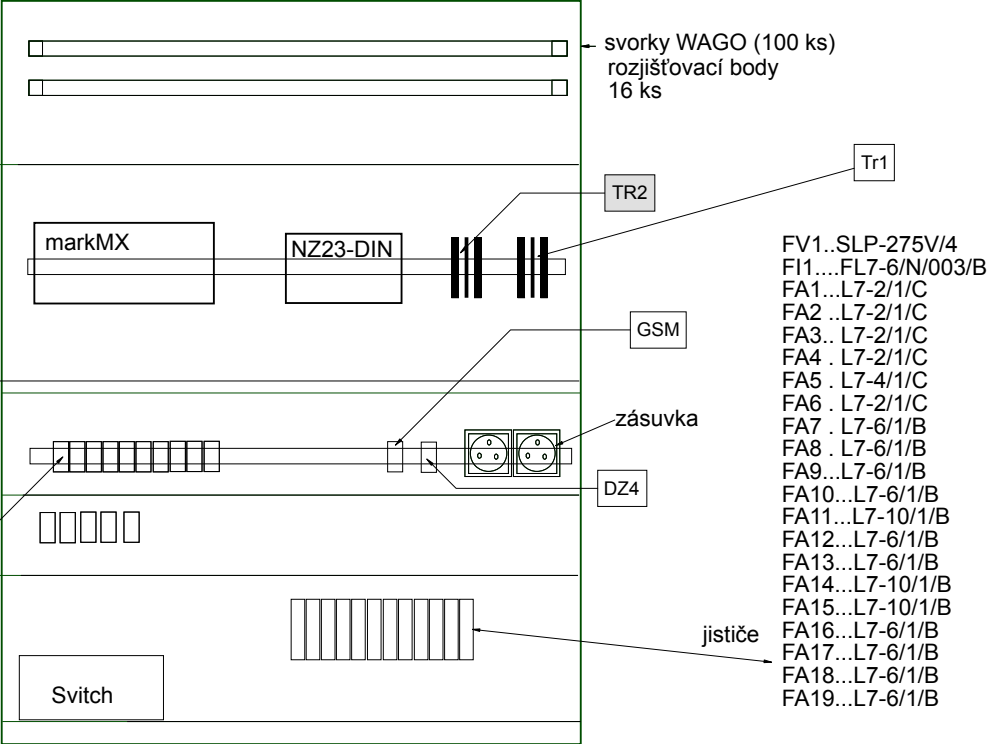 svorky WAGO (100 ks)
rozjišťovací body
16 ks
Tr1
TR2
markMX
NZ23-DIN
GSM
zásuvka
DZ4
FV1..SLP-275V/4
FI1....FL7-6/N/003/B
FA1...L7-2/1/C
FA2 ..L7-2/1/C
FA3.. L7-2/1/C
FA4 . L7-2/1/C
FA5 . L7-4/1/C
FA6 . L7-2/1/C
FA7 . L7-6/1/B
FA8 . L7-6/1/B
FA9...L7-6/1/B
FA10...L7-6/1/B
FA11...L7-10/1/B
FA12...L7-6/1/B
FA13...L7-6/1/B
FA14...L7-10/1/B
FA15...L7-10/1/B
FA16...L7-6/1/B
FA17...L7-6/1/B
FA18...L7-6/1/B
FA19...L7-6/1/B
jističe
Svitch